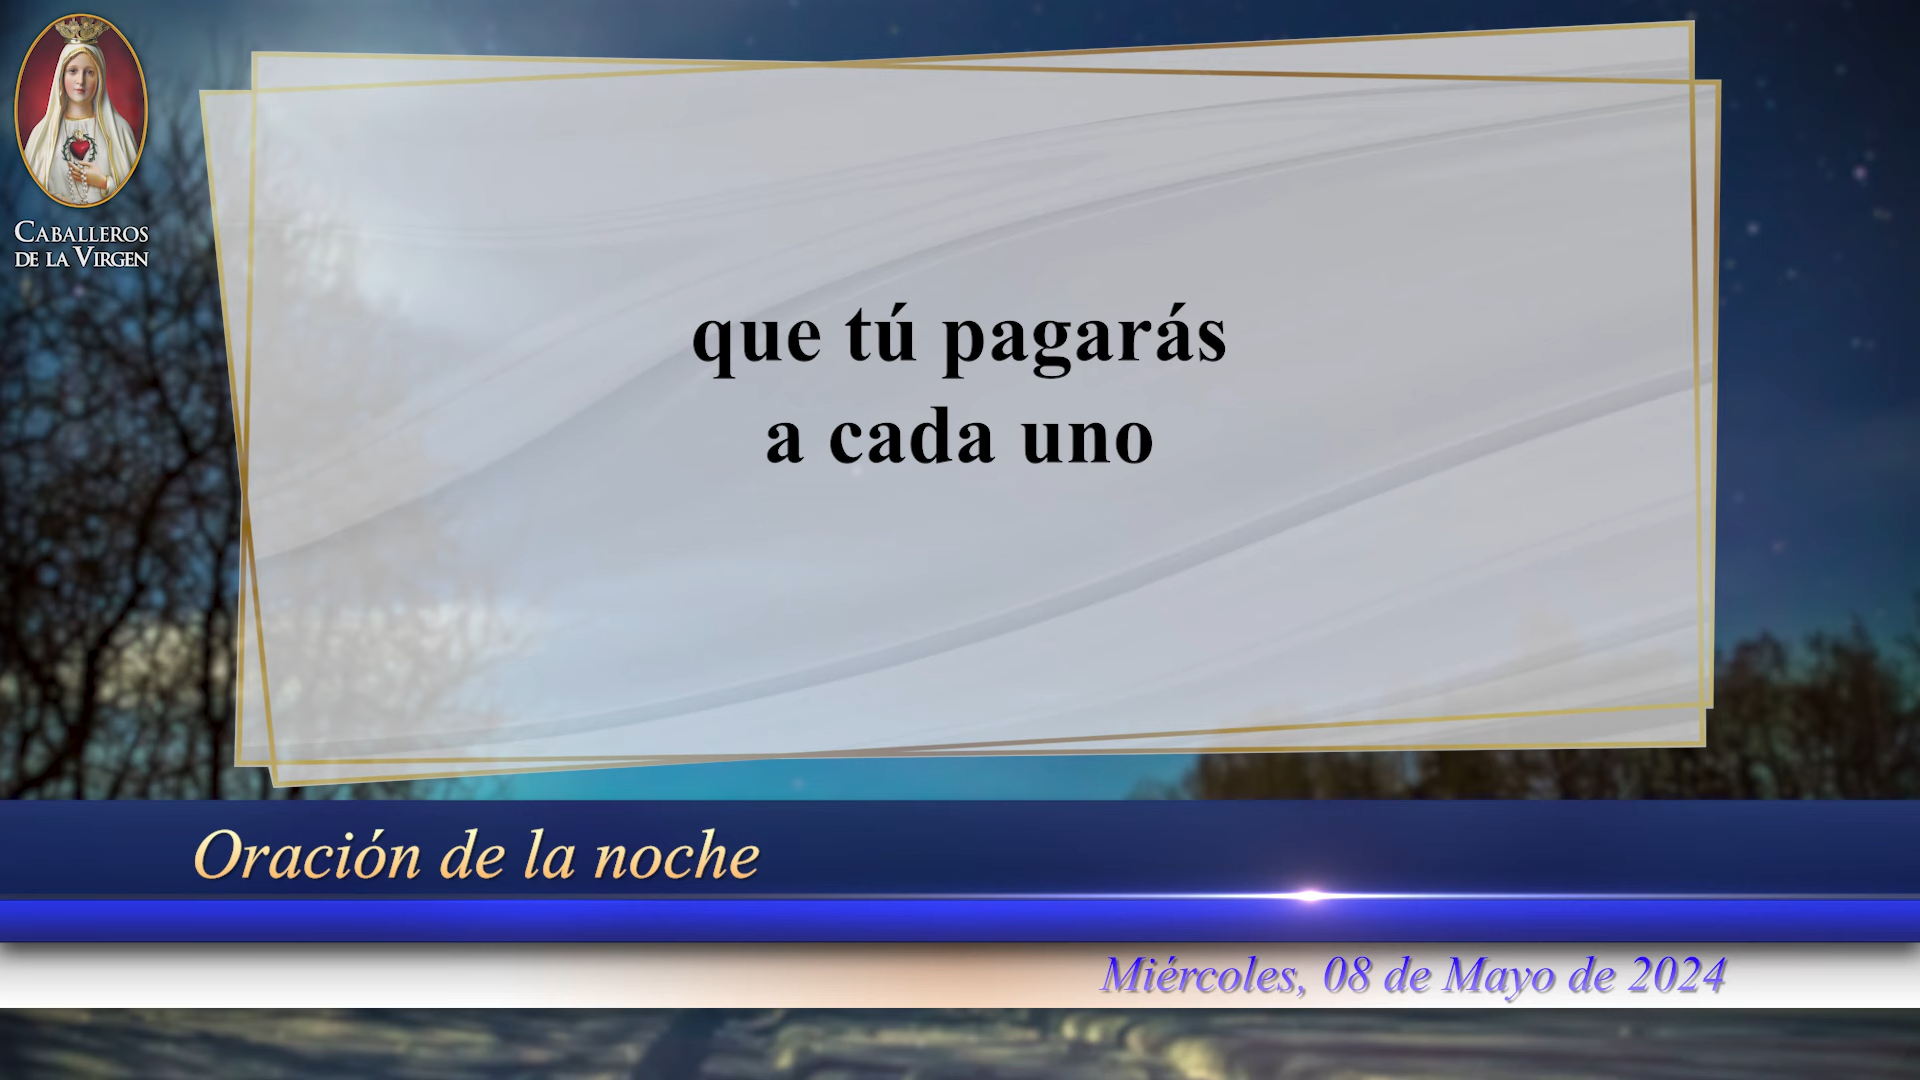 CABALLEROS
DE LA VIRGEN
que tú pagarás
a cada uno
Oración de la noche
Miércoles, 08 de Mayo de 2024